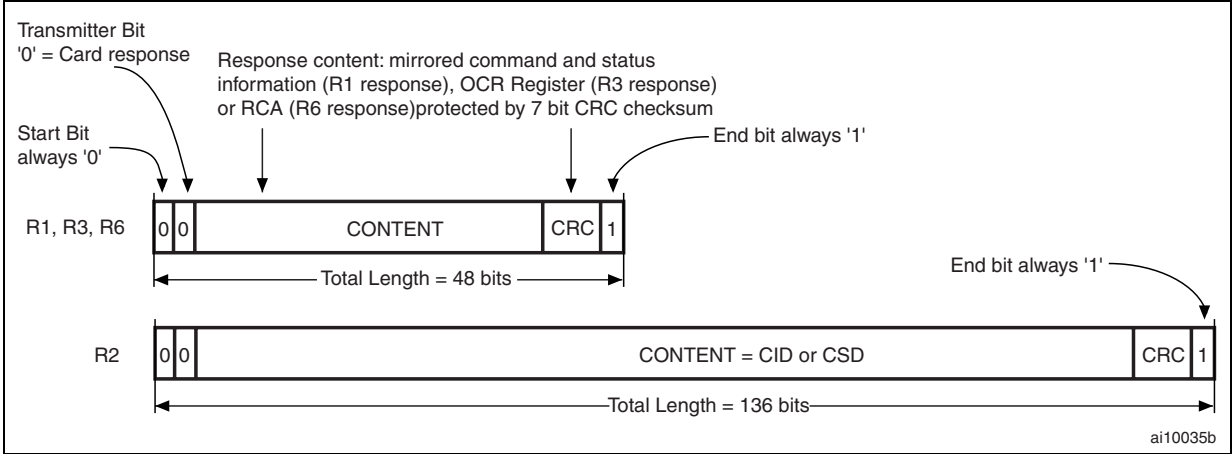 Transmitter Bit
'0' = Card response
Response content: mirrored command and status
information (R1 response), OCR Register (R3 response)
or RCA (R6 response)protected by 7 bit CRC checksum
Start Bit
always '0'
End bit always '1'
R1, R3, R6
0 0 CONTENT CRC 1
Total Length = 48 bits
End bit always '1'
R2
0 0 CONTENT = CID or CSD CRC 1
Total Length = 136 bits
ai10035b